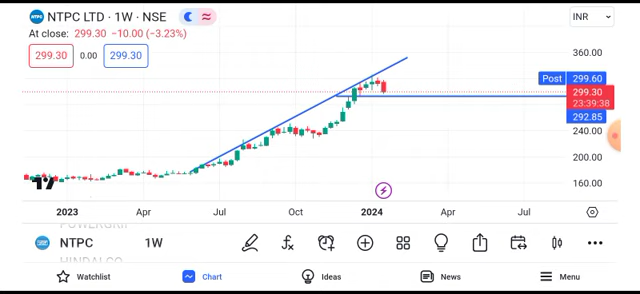 NTPC LTD · 1W · NSE
INR
At close: 299.30 −10.00 (−3.23%)
299.30 0.00 299.30
360.00
Post 299.60
299.30
23:39:38
292.85
240.00
200.00
160.00
2023 Apr Jul Oct 2024 Apr Jul
POWERGRID
NTPC 1W
HINDALCO
Watchlist Chart Ideas News Menu